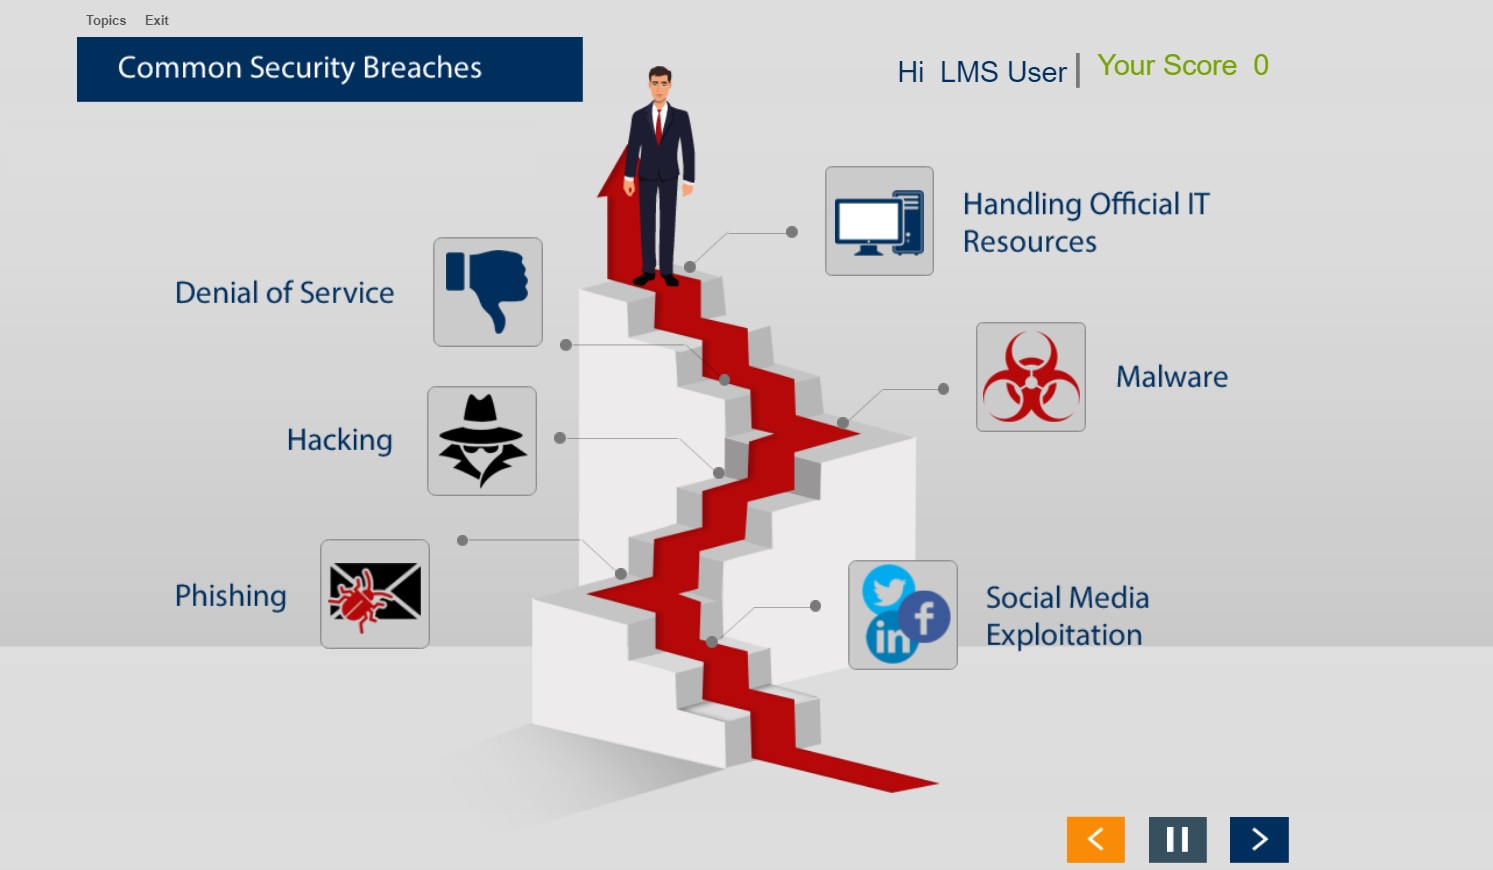 Topics Exit
Common Security Breaches
Hi LMS User
Your Score 0
Handling Official IT
Resources
Denial of Service
Malware
Hacking
Phishing
Social Media
Exploitation
f
in